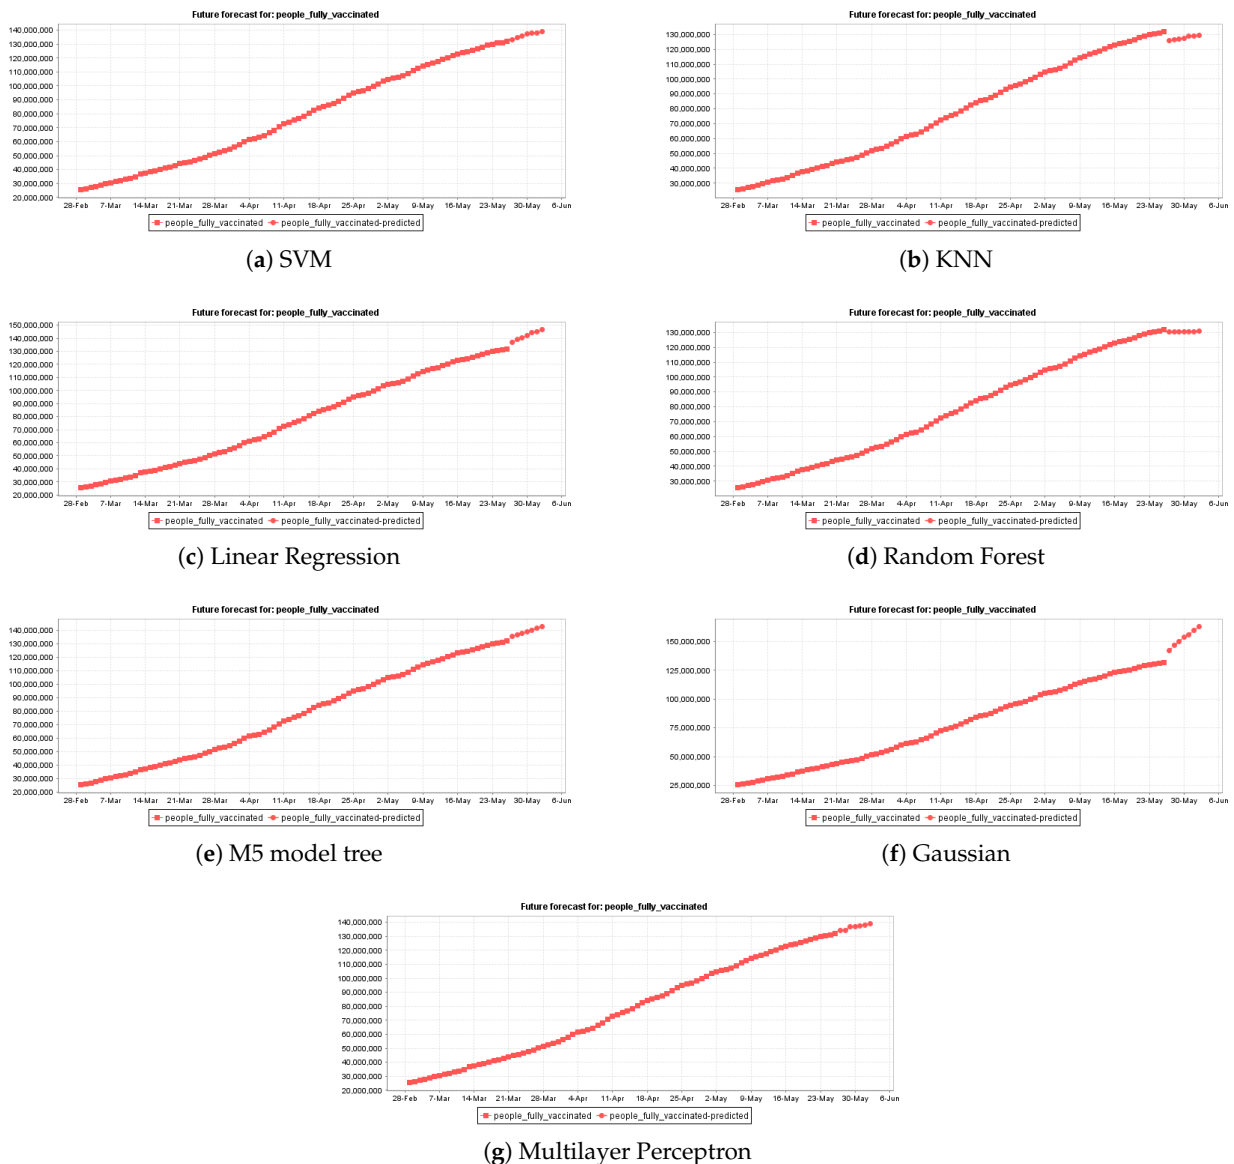 Future forecast for: people_fully_vaccinated
140,000,000
130,000,000
120,000,000
110,000,000
100,000,000
90,000,000
80,000,000
70,000,000
60,000,000
50,000,000
40,000,000
30,000,000
20,000,000
28-Feb 7-Mar 14-Mar 21-Mar 28-Mar 4-Apr 11-Apr 18-Apr 25-Apr 2-May 9-May 16-May 23-May 30-May 6-Jun
people_fully_vaccinated people_fully_vaccinated-predicted
(a) SVM
Future forecast for: people_fully_vaccinated
130,000,000
120,000,000
110,000,000
100,000,000
90,000,000
80,000,000
70,000,000
60,000,000
50,000,000
40,000,000
30,000,000
28-Feb 7-Mar 14-Mar 21-Mar 28-Mar 4-Apr 11-Apr 18-Apr 25-Apr 2-May 9-May 16-May 23-May 30-May 6-Jun
people_fully_vaccinated people_fully_vaccinated-predicted
(b) KNN
Future forecast for: people_fully_vaccinated
150,000,000
140,000,000
130,000,000
120,000,000
110,000,000
100,000,000
90,000,000
80,000,000
70,000,000
60,000,000
50,000,000
40,000,000
30,000,000
20,000,000
28-Feb 7-Mar 14-Mar 21-Mar 28-Mar 4-Apr 11-Apr 18-Apr 25-Apr 2-May 9-May 16-May 23-May 30-May 6-Jun
people_fully_vaccinated people_fully_vaccinated-predicted
(c) Linear Regression
Future forecast for: people_fully_vaccinated
130,000,000
120,000,000
110,000,000
100,000,000
90,000,000
80,000,000
70,000,000
60,000,000
50,000,000
40,000,000
30,000,000
28-Feb 7-Mar 14-Mar 21-Mar 28-Mar 4-Apr 11-Apr 18-Apr 25-Apr 2-May 9-May 16-May 23-May 30-May 6-Jun
people_fully_vaccinated people_fully_vaccinated-predicted
(d) Random Forest
Future forecast for: people_fully_vaccinated
140,000,000
130,000,000
120,000,000
110,000,000
100,000,000
90,000,000
80,000,000
70,000,000
60,000,000
50,000,000
40,000,000
30,000,000
20,000,000
28-Feb 7-Mar 14-Mar 21-Mar 28-Mar 4-Apr 11-Apr 18-Apr 25-Apr 2-May 9-May 16-May 23-May 30-May 6-Jun
people_fully_vaccinated people_fully_vaccinated-predicted
(e) M5 model tree
Future forecast for: people_fully_vaccinated
150,000,000
125,000,000
100,000,000
75,000,000
50,000,000
25,000,000
28-Feb 7-Mar 14-Mar 21-Mar 28-Mar 4-Apr 11-Apr 18-Apr 25-Apr 2-May 9-May 16-May 23-May 30-May 6-Jun
people_fully_vaccinated people_fully_vaccinated-predicted
(f) Gaussian
Future forecast for: people_fully_vaccinated
140,000,000
130,000,000
120,000,000
110,000,000
100,000,000
90,000,000
80,000,000
70,000,000
60,000,000
50,000,000
40,000,000
30,000,000
20,000,000
28-Feb 7-Mar 14-Mar 21-Mar 28-Mar 4-Apr 11-Apr 18-Apr 25-Apr 2-May 9-May 16-May 23-May 30-May 6-Jun
people_fully_vaccinated people_fully_vaccinated-predicted
(g) Multilayer Perceptron